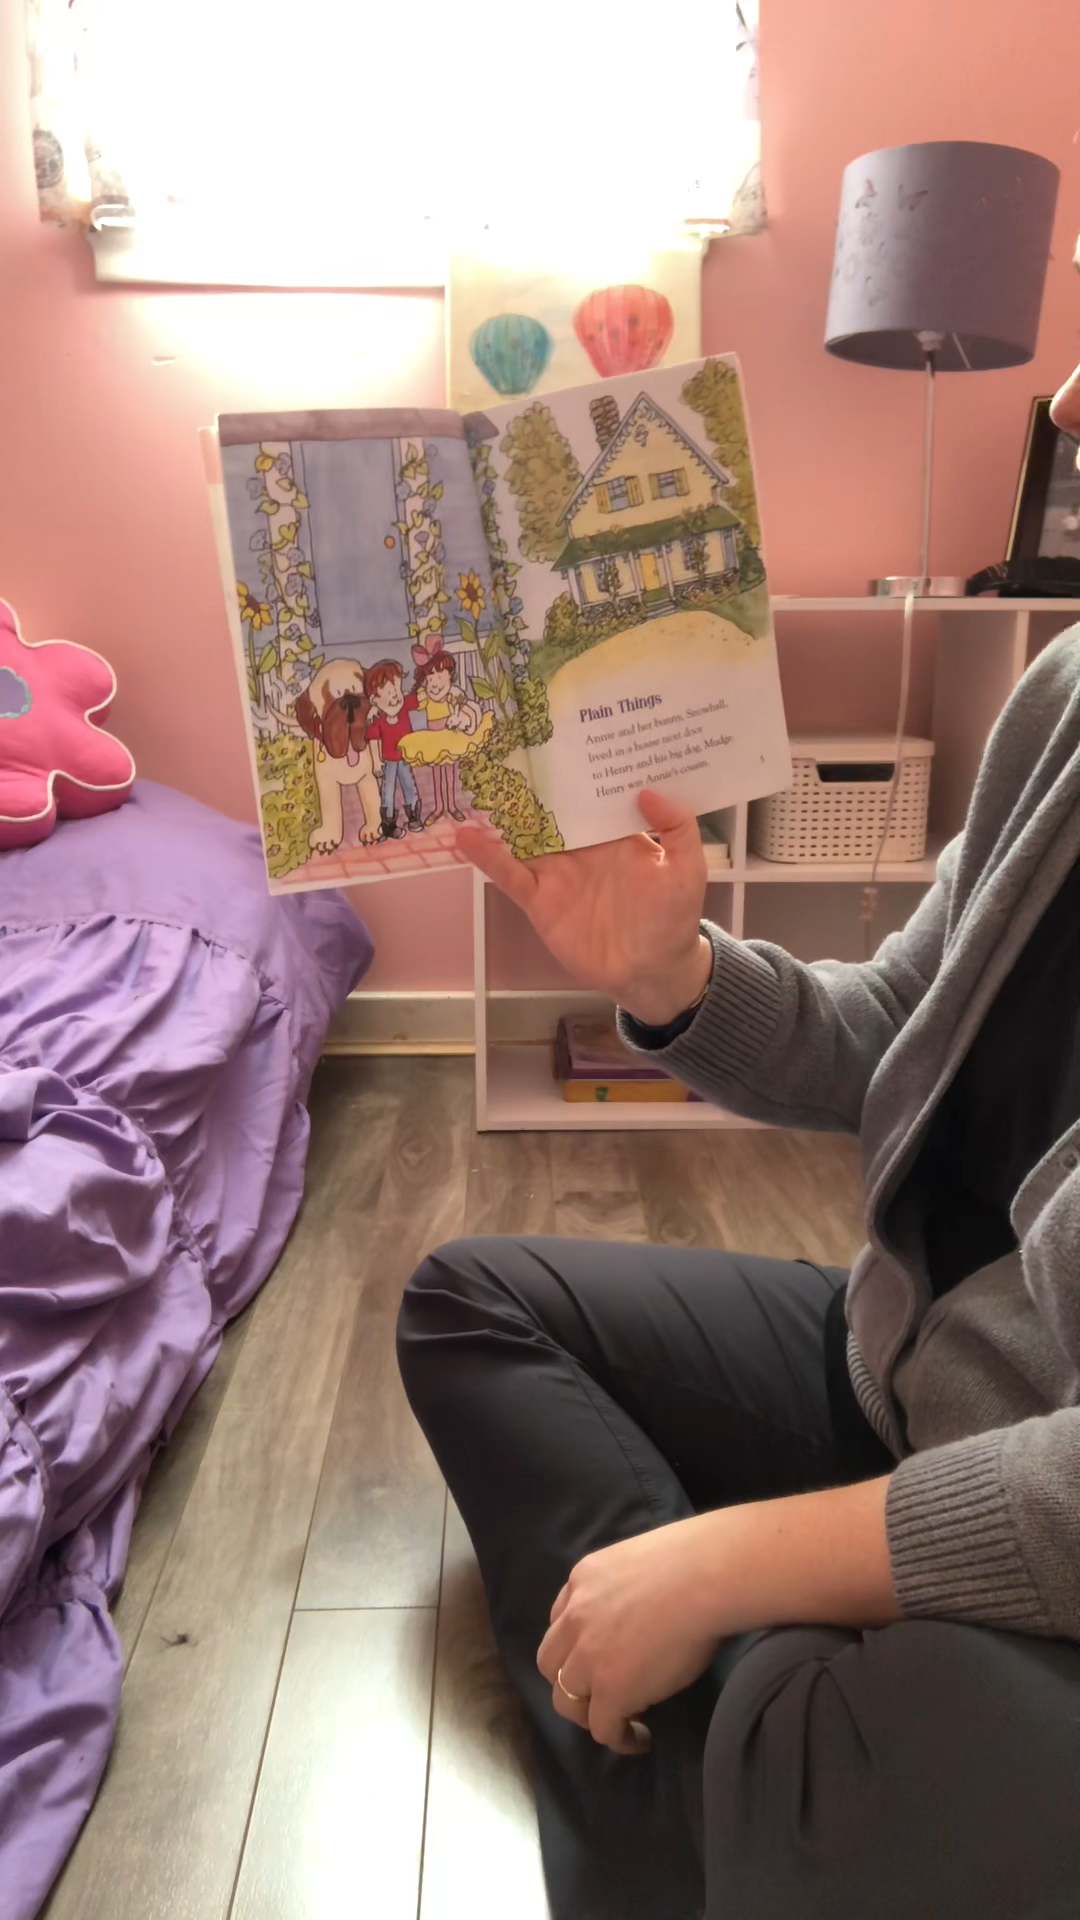 Plain Things
Annie and her bunny, Snowball,
lived in a house next door
to Henry and his big dog, Mudge.
Henry was Annie's cousin.